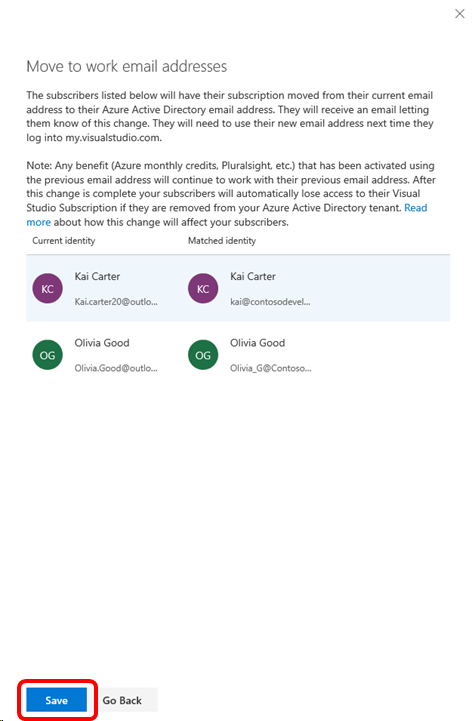 Move to work email addresses
The subscribers listed below will have their subscription moved from their current email
address to their Azure Active Directory email address. They will receive an email letting
them know of this change. They will need to use their new email address next time they
log into my.visualstudio.com.
Note: Any benefit (Azure monthly credits, Pluralsight, etc.) that has been activated using
the previous email address will continue to work with their previous email address. After
this change is complete your subscribers will automatically lose access to their Visual
Studio Subscription if they are removed from your Azure Active Directory tenant. Read
more about how this change will affect your subscribers.
Current identity Matched identity
KC Kai Carter KC Kai Carter
Kai.carter20@outlo... kai@contosodevel...
OG Olivia Good OG Olivia Good
Olivia.Good@outlo... Olivia_G@Contoso...
Save Go Back